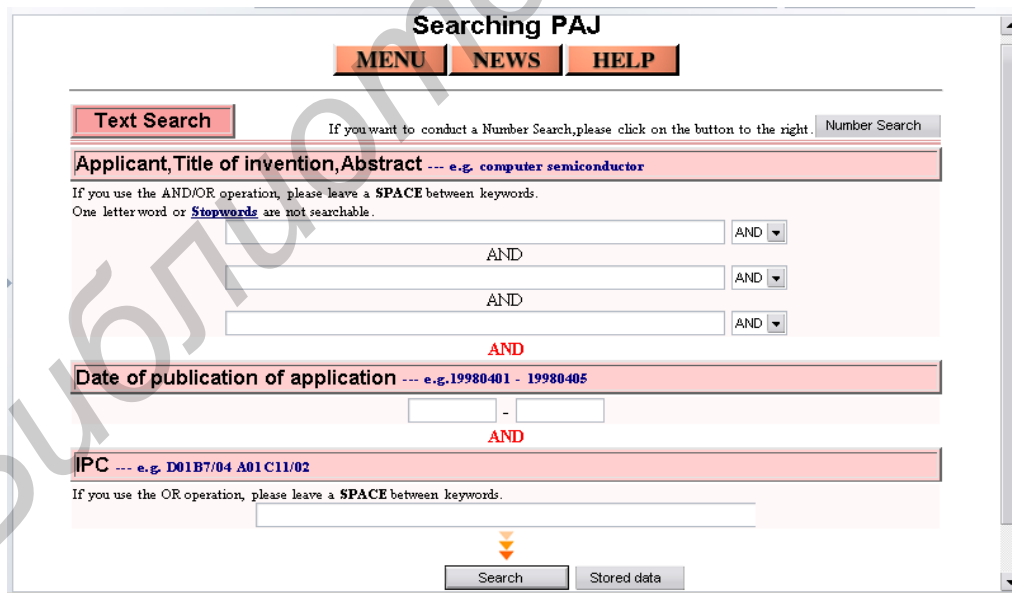 Searching PAJ
MENU NEWS HELP
Text Search
If you want to conduct a Number Search,please click on the button to the right. Number Search
Applicant,Title of invention,Abstract --- e.g. computer semiconductor
If you use the AND/OR operation, please leave a SPACE between keywords.
One letter word or Stopwords are not searchable.
AND
AND
AND
AND
AND
AND
Date of publication of application --- e.g.19980401 - 19980405
-
AND
IPC --- e.g. D01B7/04 A01C11/02
If you use the OR operation, please leave a SPACE between keywords.
Search Stored data